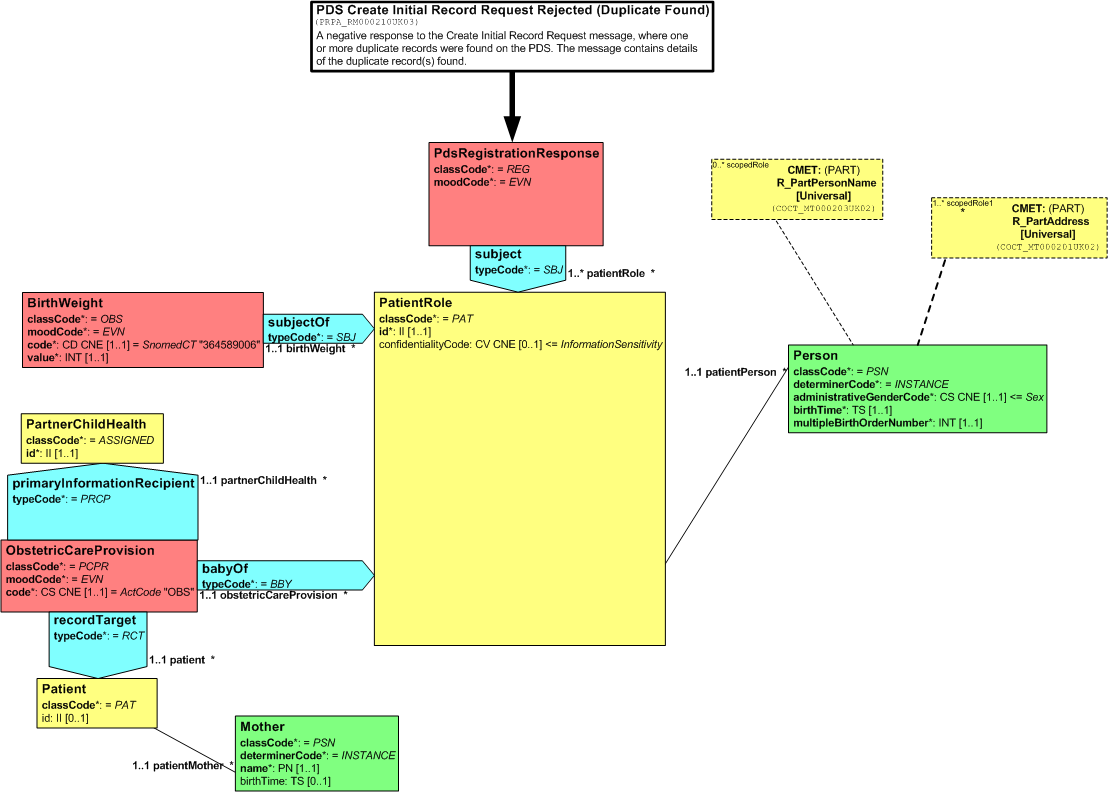 PDS Create Initial Record Request Rejected (Duplicate Found)
(PRPA_RM000210UK03)
A negative response to the Create Initial Record Request message, where one
or more duplicate records were found on the PDS. The message contains details
of the duplicate record(s) found.
PdsRegistrationResponse
classCode*: = REG
moodCode*: = EVN
subject
typeCode*: = SBJ
1..* patientRole *
0..* scopedRole
CMET: (PART)
R_PartPersonName
[Universal]
(COCT_MT000203UK02)
1..* scopedRole1
*
CMET: (PART)
R_PartAddress
[Universal]
(COCT_MT000201UK02)
BirthWeight
classCode*: = OBS
moodCode*: = EVN
code*: CD CNE [1..1] = SnomedCT "364589006"
value*: INT [1..1]
subjectOf
typeCode*: = SBJ
1..1 birthWeight *
PatientRole
classCode*: = PAT
id*: II [1..1]
confidentialityCode: CV CNE [0..1] <= InformationSensitivity
1..1 patientPerson *
Person
classCode*: = PSN
determinerCode*: = INSTANCE
administrativeGenderCode*: CS CNE [1..1] <= Sex
birthTime*: TS [1..1]
multipleBirthOrderNumber*: INT [1..1]
PartnerChildHealth
classCode*: = ASSIGNED
id*: II [1..1]
primaryInformationRecipient
typeCode*: = PRCP
1..1 partnerChildHealth *
ObstetricCareProvision
classCode*: = PCPR
moodCode*: = EVN
code*: CS CNE [1..1] = ActCode "OBS"
babyOf
typeCode*: = BBY
1..1 obstetricCareProvision *
recordTarget
typeCode*: = RCT
1..1 patient *
Patient
classCode*: = PAT
id: II [0..1]
1..1 patientMother *
Mother
classCode*: = PSN
determinerCode*: = INSTANCE
name*: PN [1..1]
birthTime: TS [0..1]